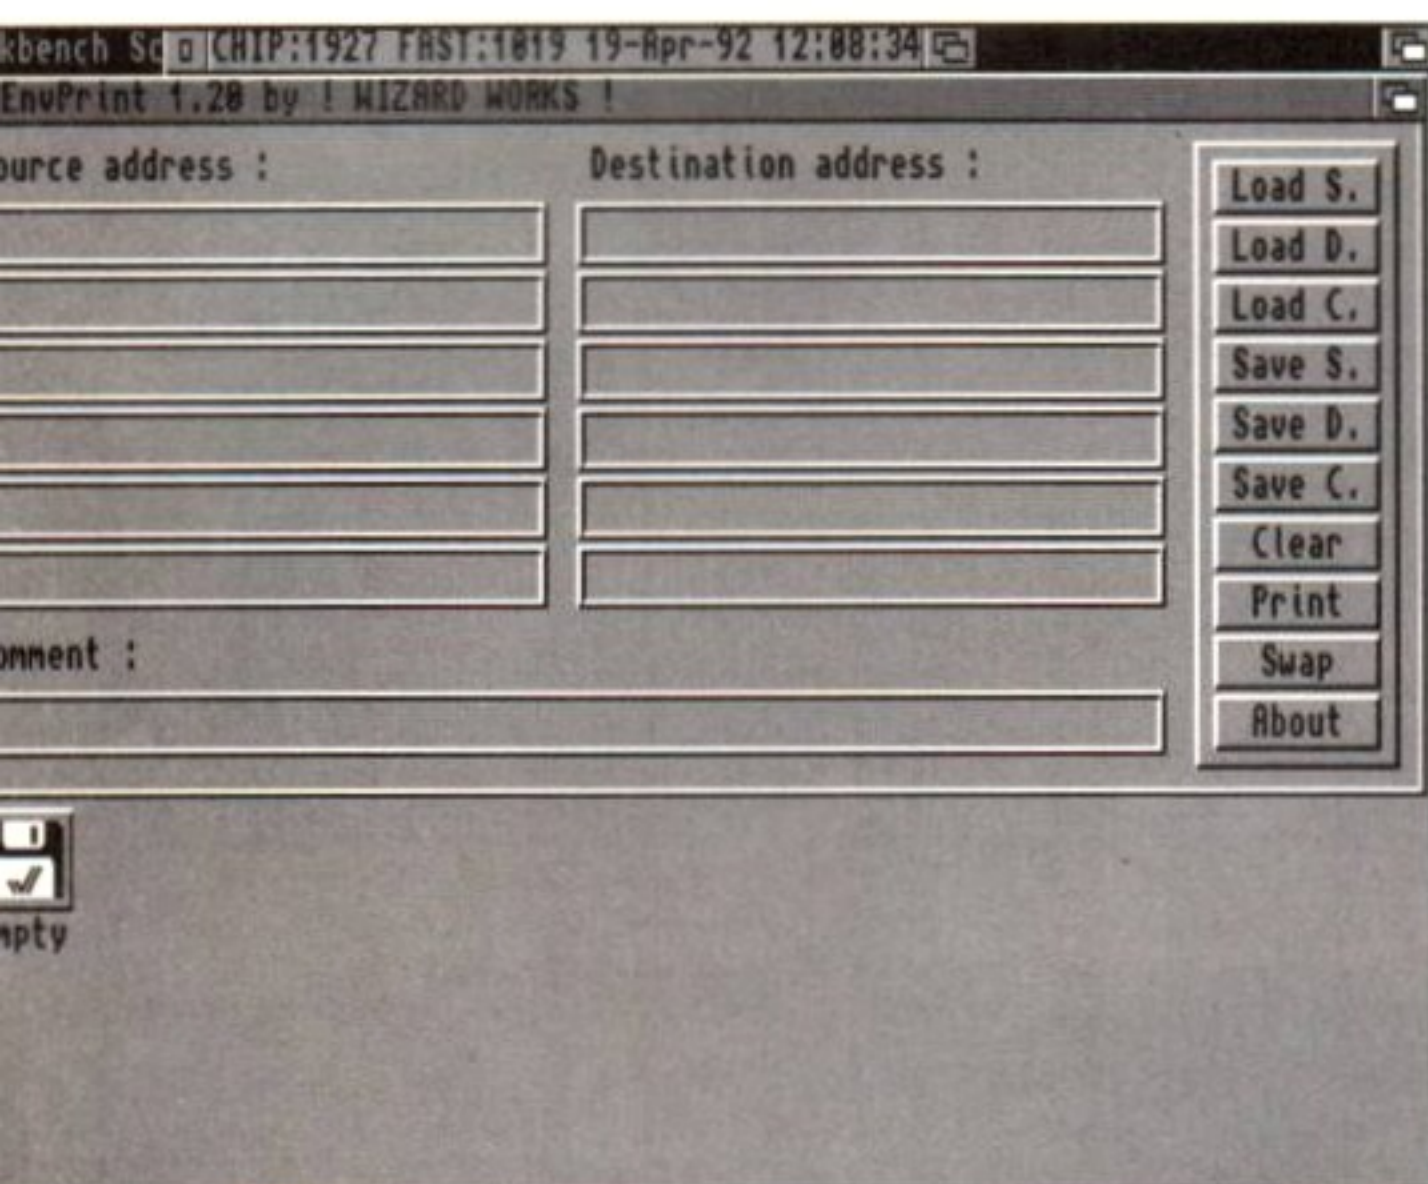 kbench Sc CHIP:1927 FAST:1819 19-Apr-92 12:08:34
EnvPrint 1.20 by ! WIZARD WORKS !
ource address :
Destination address :
Load S.
Load D.
Load C.
Save S.
Save D.
Save C.
Clear
Print
Swap
About
omment :
mpty